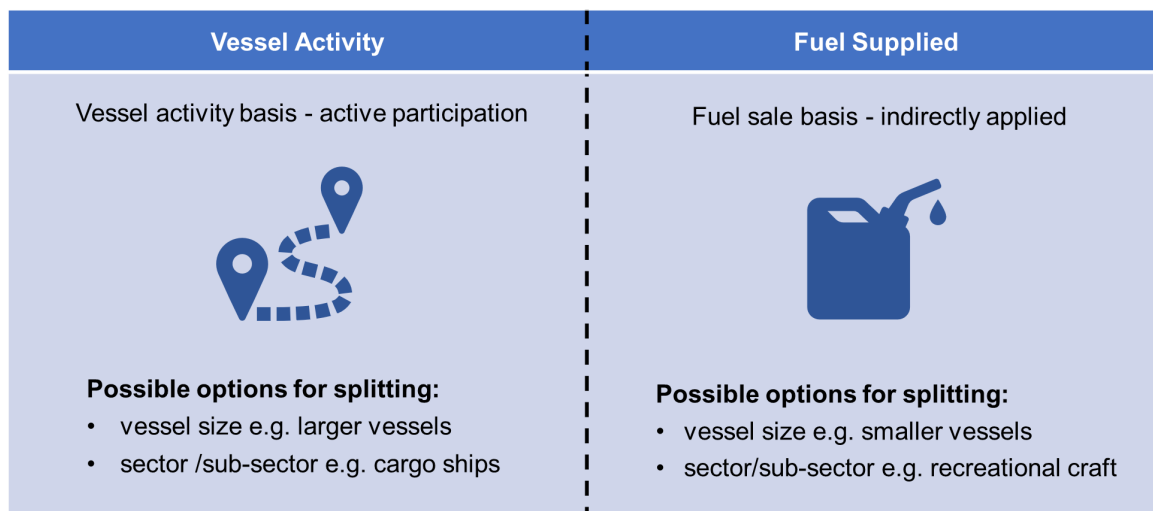 Vessel Activity
Fuel Supplied
Vessel activity basis - active participation
Fuel sale basis - indirectly applied
Possible options for splitting:
• vessel size e.g. larger vessels
• sector /sub-sector e.g. cargo ships
Possible options for splitting:
• vessel size e.g. smaller vessels
• sector/sub-sector e.g. recreational craft